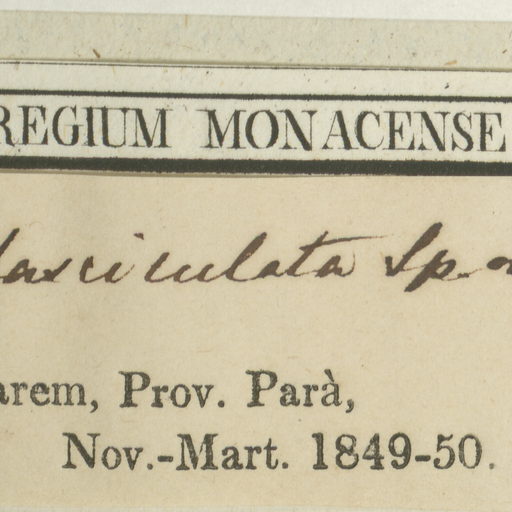 REGIUM MONACENSE
fasciculata Sp.
arem, Prov. Parà,
Nov.-Mart. 1849-50.